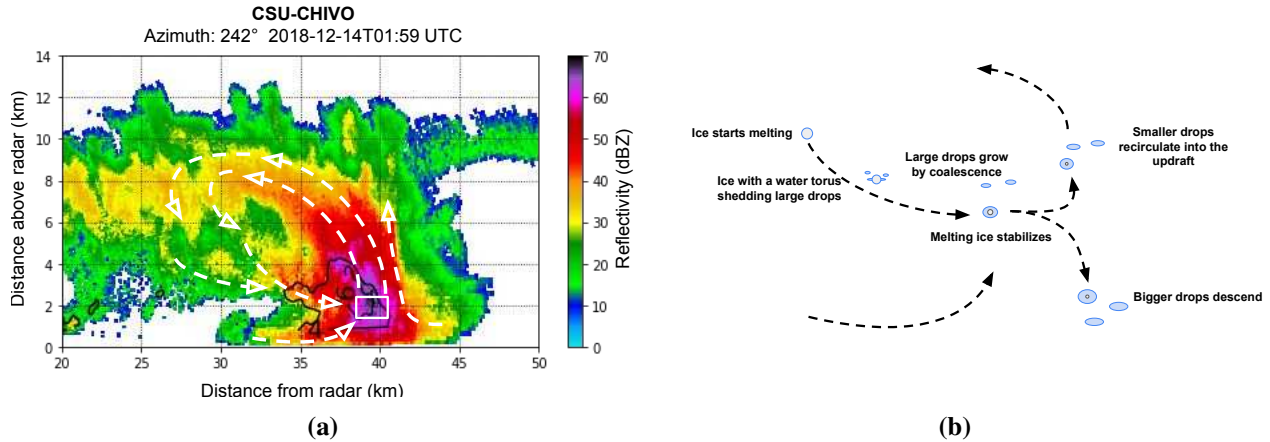 CSU-CHIVO
Azimuth: 242° 2018-12-14T01:59 UTC
Distance above radar (km)
14
12
10
8
6
4
2
0
20
25
30
35
40
45
50
Distance from radar (km)
70
60
50
40
30
20
10
0
Reflectivity (dBZ)
(a)
Ice starts melting
Ice with a water torus
shedding large drops
Large drops grow
by coalescence
Melting ice stabilizes
Smaller drops
recirculate into the
updraft
Bigger drops descend
(b)